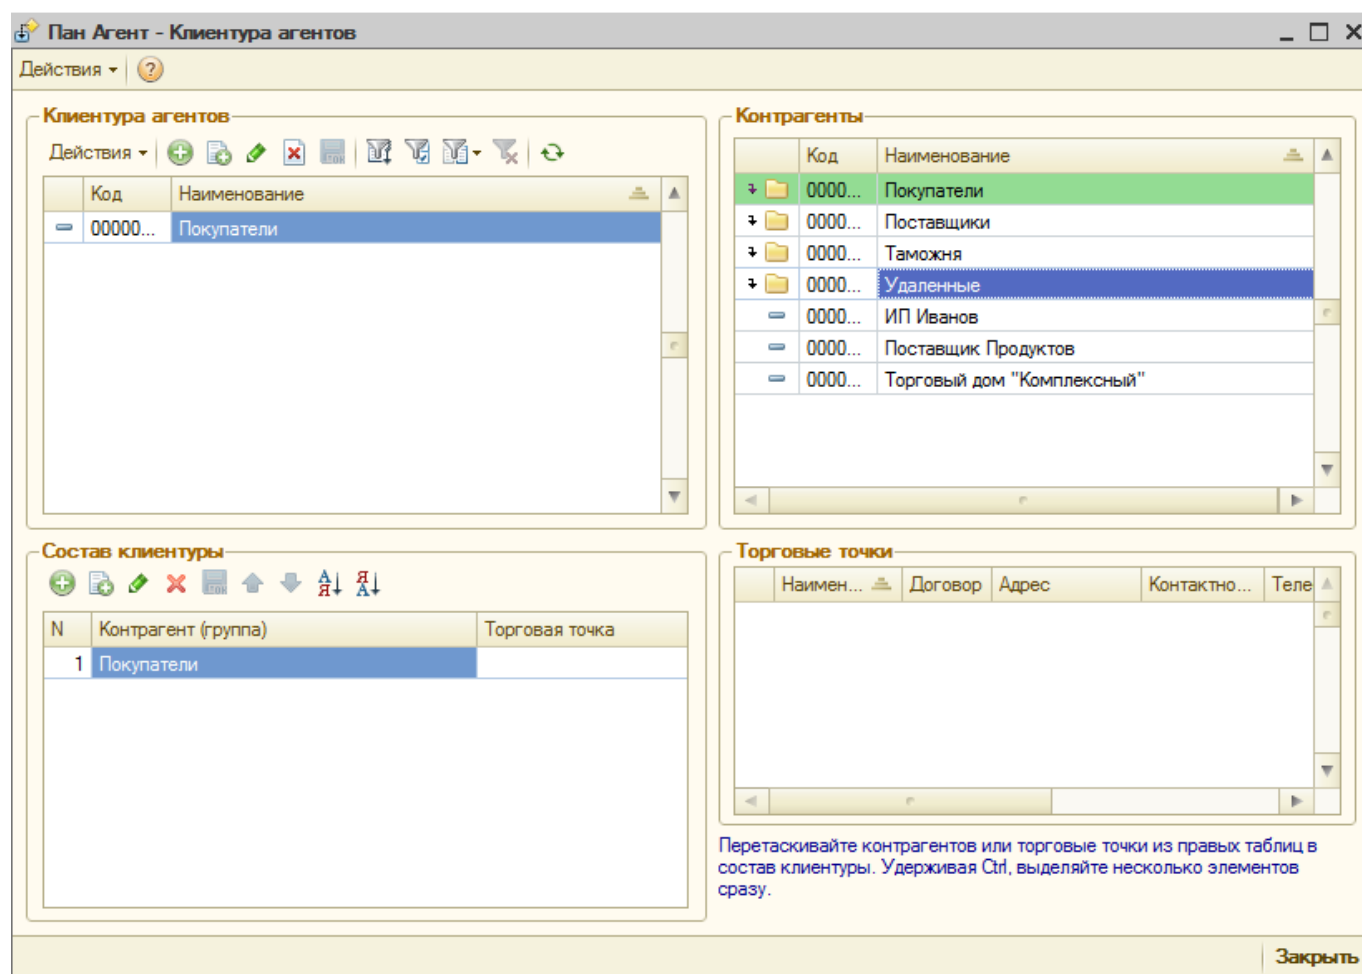 Пан Агент - Клиентура агентов
Действия
Клиентура агентов
Действия
Код Наименование
00000... Покупатели
Контрагенты
Код Наименование
0000... Покупатели
0000... Поставщики
0000... Таможня
0000... Удаленные
0000... ИП Иванов
0000... Поставщик Продуктов
0000... Торговый дом "Комплексный"
Состав клиентуры
N Контрагент (группа) Торговая точка
1 Покупатели
Торговые точки
Наимен... Договор Адрес Контактно... Теле
Перетаскивайте контрагентов или торговые точки из правых таблиц в
состав клиентуры. Удерживая Ctrl, выделяйте несколько элементов
сразу.
Закрыть